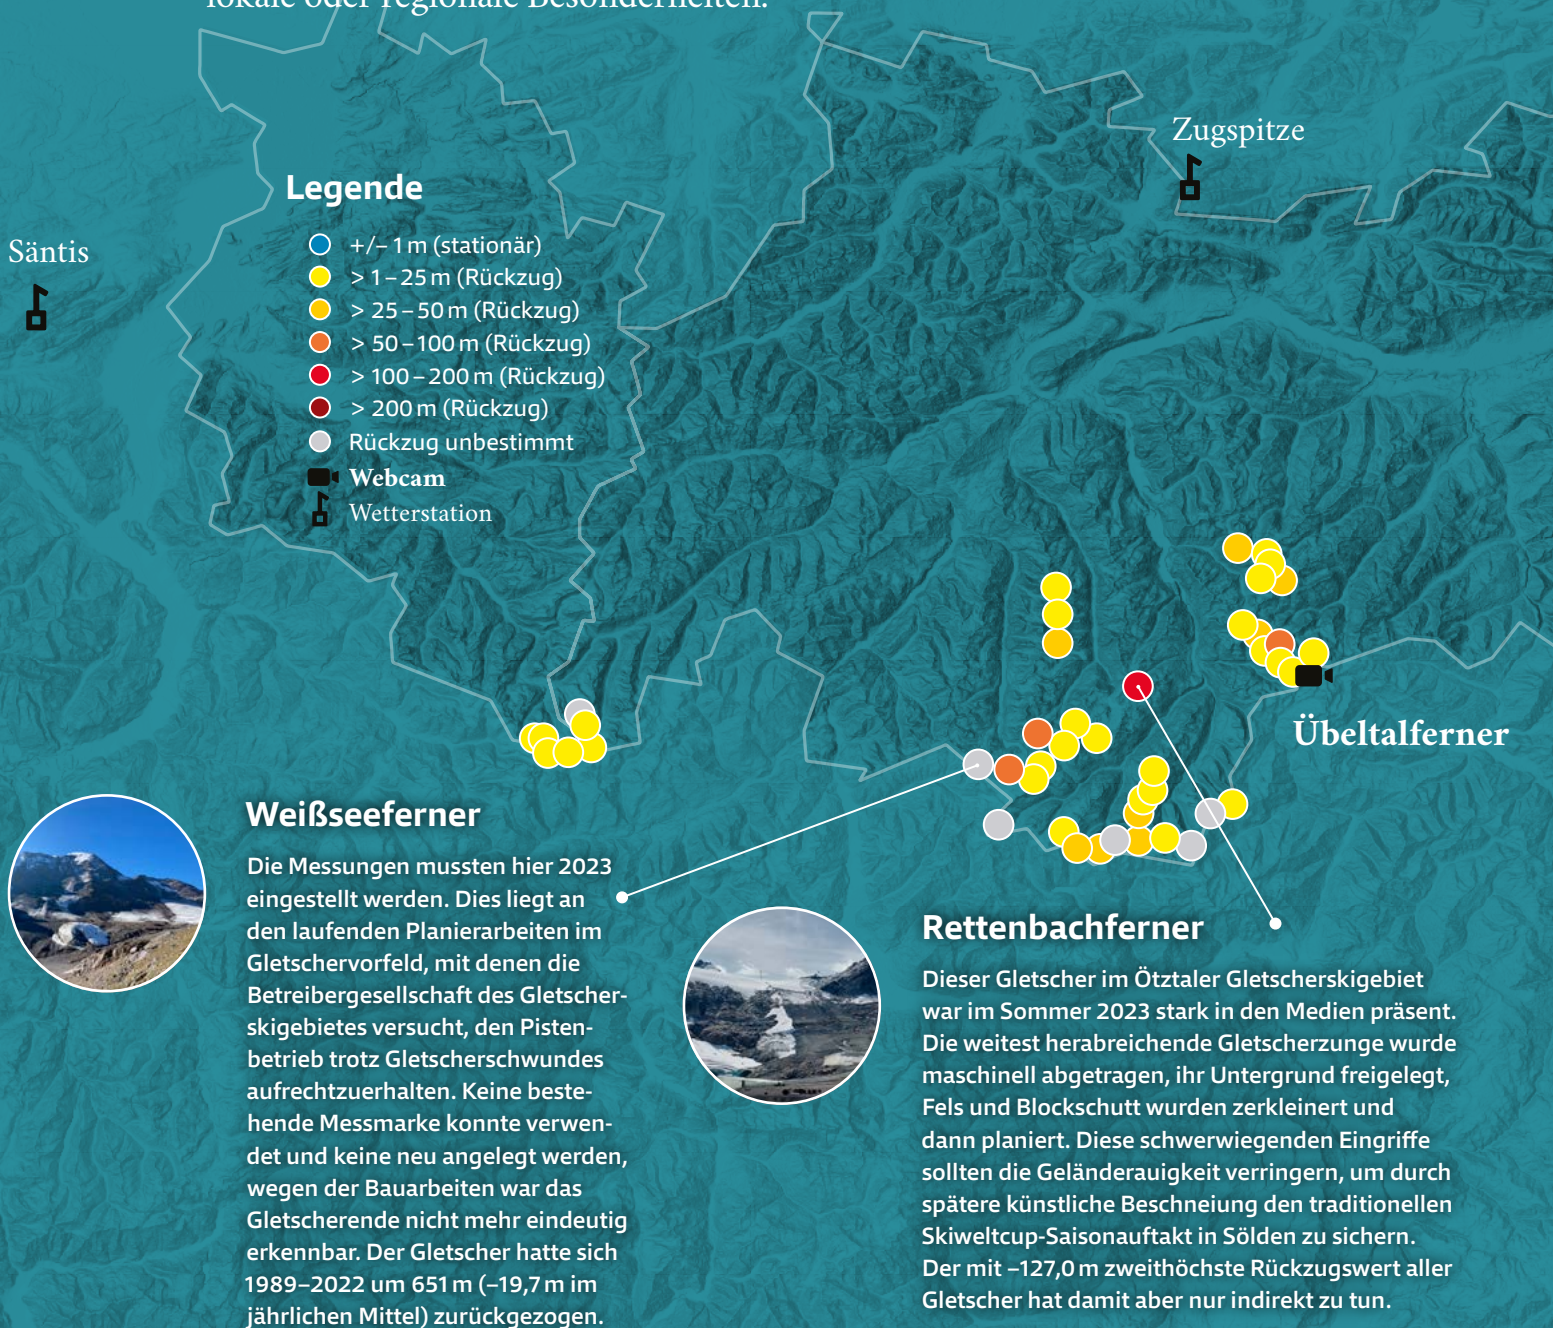 lokale oder regionale Besonderheiten.
Zugspitze
Säntis
Legende
+/– 1 m (stationär)
> 1 – 25 m (Rückzug)
> 25 – 50 m (Rückzug)
> 50 – 100 m (Rückzug)
> 100 – 200 m (Rückzug)
> 200 m (Rückzug)
Rückzug unbestimmt
Webcam
Wetterstation
Übeltalferner
Weißseeferner
Die Messungen mussten hier 2023
eingestellt werden. Dies liegt an
den laufenden Planierarbeiten im
Gletschervorfeld, mit denen die
Betreibergesellschaft des Gletscher-
skigebietes versucht, den Pisten-
betrieb trotz Gletscherschwundes
aufrechtzuerhalten. Keine beste-
hende Messmarke konnte verwen-
det und keine neu angelegt werden,
wegen der Bauarbeiten war das
Gletscherende nicht mehr eindeutig
erkennbar. Der Gletscher hatte sich
1989–2022 um 651 m (–19,7 m im
jährlichen Mittel) zurückgezogen.
Rettenbachferner
Dieser Gletscher im Ötztaler Gletscherskigebiet
war im Sommer 2023 stark in den Medien präsent.
Die weitest herabreichende Gletscherzunge wurde
maschinell abgetragen, ihr Untergrund freigelegt,
Fels und Blockschutt wurden zerkleinert und
dann planiert. Diese schwerwiegenden Eingriffe
sollten die Geländerauigkeit verringern, um durch
spätere künstliche Beschneiung den traditionellen
Skiweltcup-Saisonauftakt in Sölden zu sichern.
Der mit –127,0 m zweithöchste Rückzugswert aller
Gletscher hat damit aber nur indirekt zu tun.